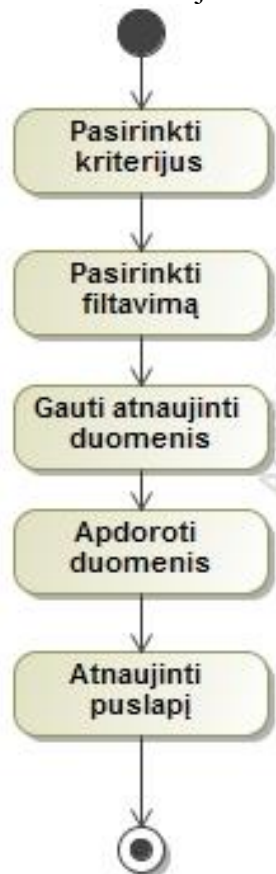 Pasirinkti
kriterijus
Pasirinkti
filtavimą
Gauti atnaujinti
duomenis
Apdoroti
duomenis
Atnaujinti
puslapį